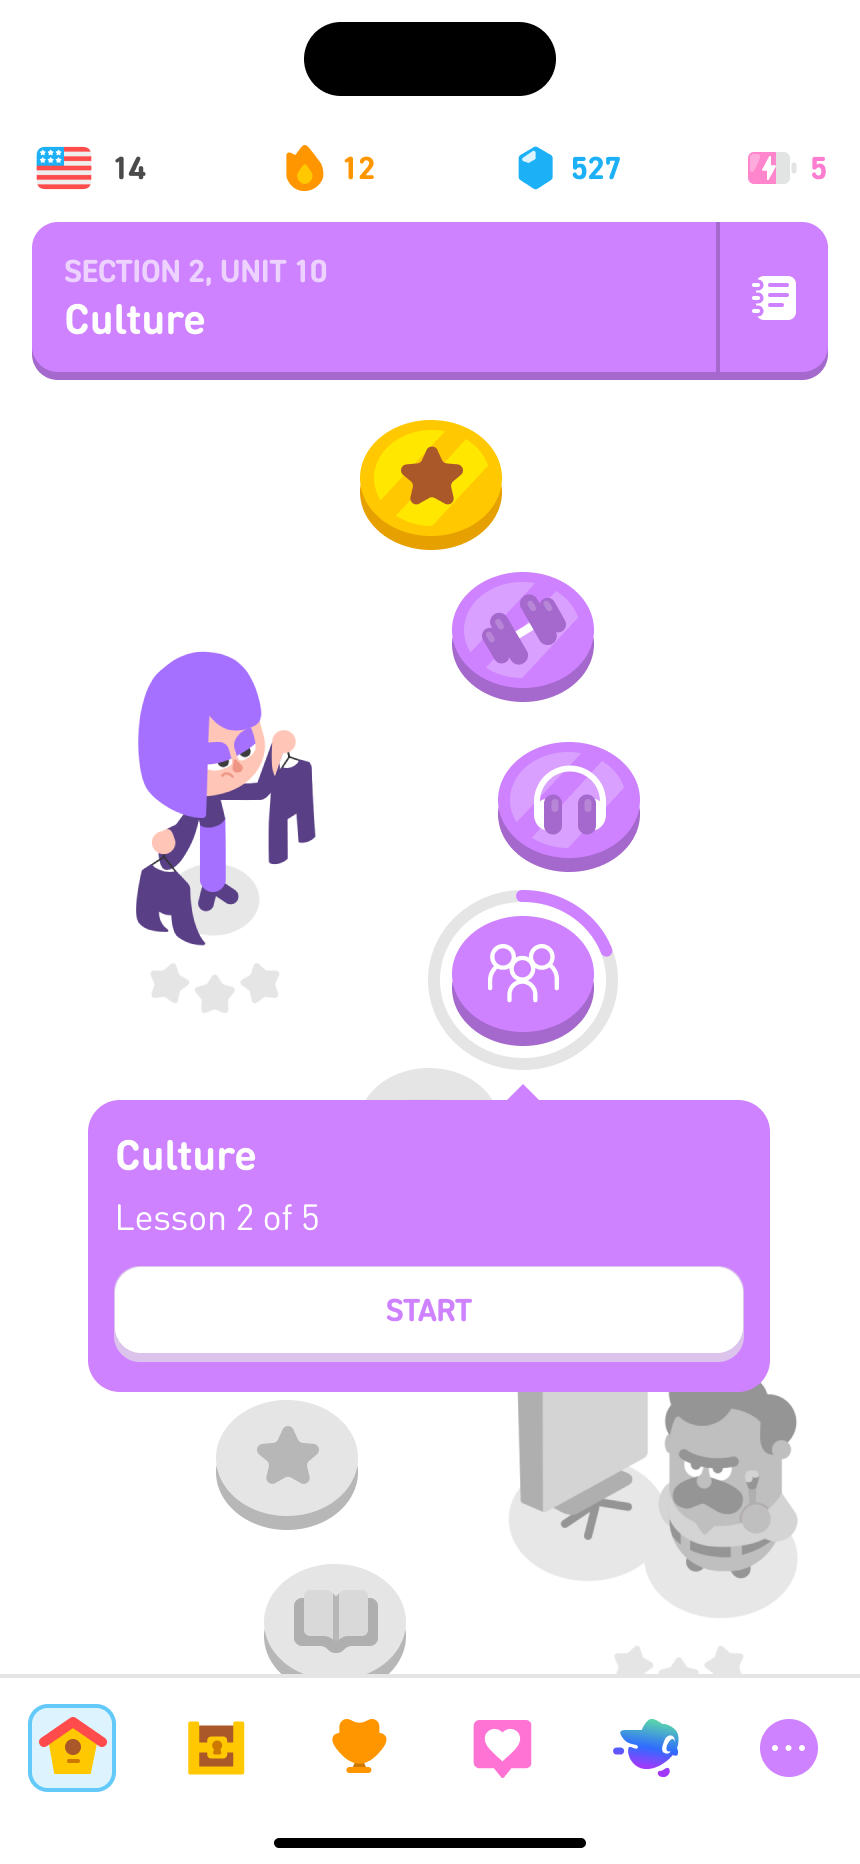 14
12
527
5
SECTION 2, UNIT 10
Culture
Culture
Lesson 2 of 5
START